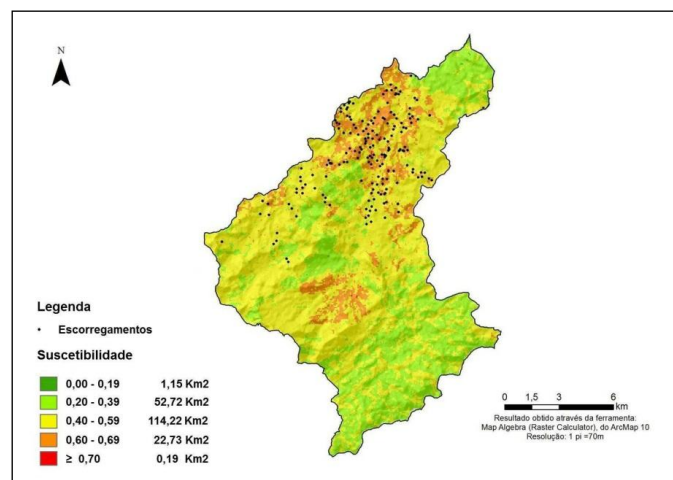 N
Legenda
Escorregamentos
Suscetibilidade
0,00 - 0,19 1,15 Km2
0,20 - 0,39 52,72 Km2
0,40 - 0,59 114,22 Km2
0,60 - 0,69 22,73 Km2
≥ 0,70 0,19 Km2
0 1,5 3 6
km
Resultado obtido através da ferramenta:
Map Algebra (Raster Calculator), do ArcMap 10
Resolução: 1 pi =70m